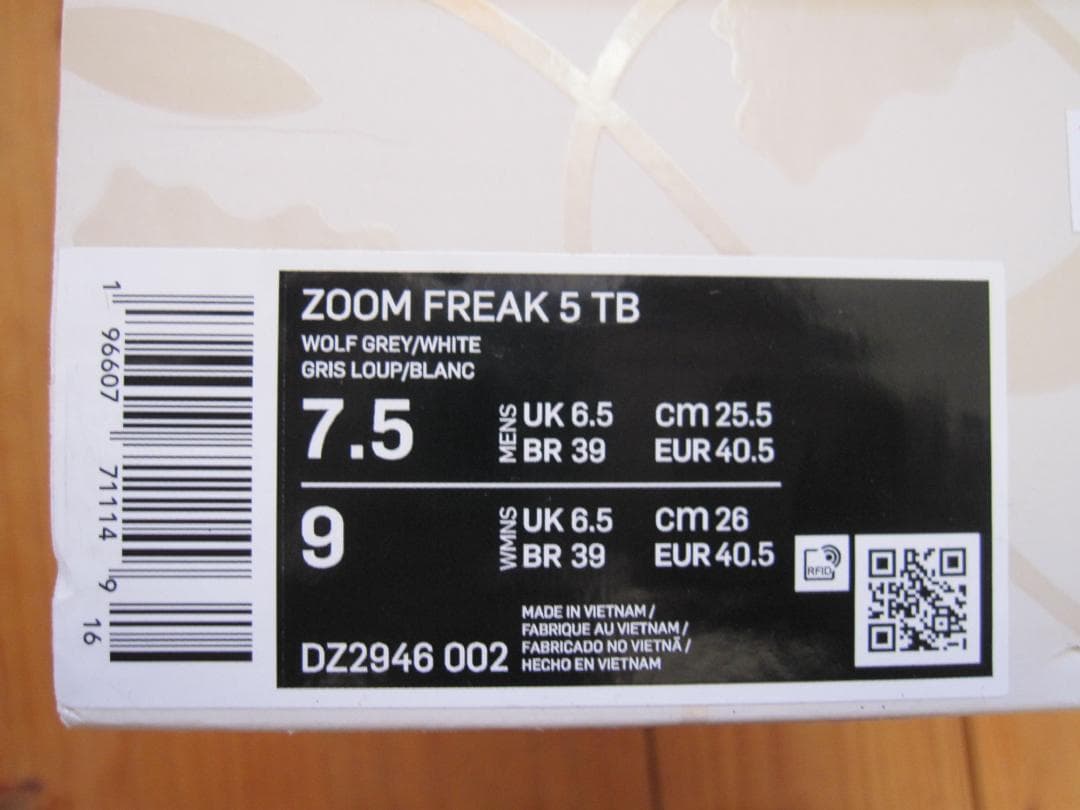 ZOOM FREAK 5 TB
WOLF GREY/WHITE
GRIS LOUP/BLANC
7.5 MENS UK 6.5 cm 25.5
BR 39 EUR 40.5
9 WMNS UK 6.5 cm 26
BR 39 EUR 40.5
RFID
MADE IN VIETNAM /
FABRIQUE AU VIETNAM /
FABRICADO NO VIETNÃ /
HECHO EN VIETNAM
DZ2946 002
1 96607 71114 9 16